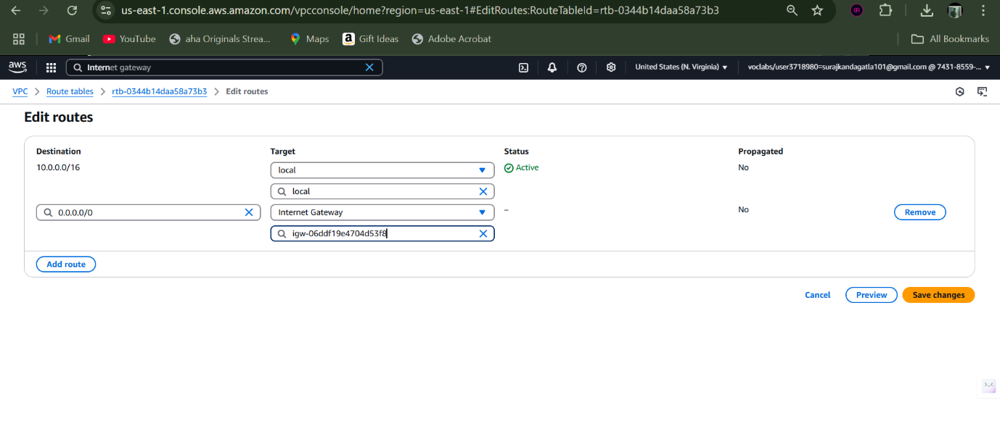 us-east-1.console.aws.amazon.com/vpcconsole/home?region=us-east-1#EditRoutes:RouteTableId=rtb-0344b14daa58a73b3
SR
Gmail YouTube aha Originals Strea... Maps a Gift Ideas Adobe Acrobat All Bookmarks
aws Internet gateway United States (N. Virginia) voclabs/user3718980=surajkandagatla101@gmail.com @ 7431-8559-...
VPC Route tables rtb-0344b14daa58a73b3 Edit routes
Edit routes
Destination Target Status Propagated
10.0.0.0/16 local Active No
local
0.0.0.0/0 Internet Gateway – No Remove
igw-06ddf19e4704d53f8
Add route
Cancel Preview Save changes